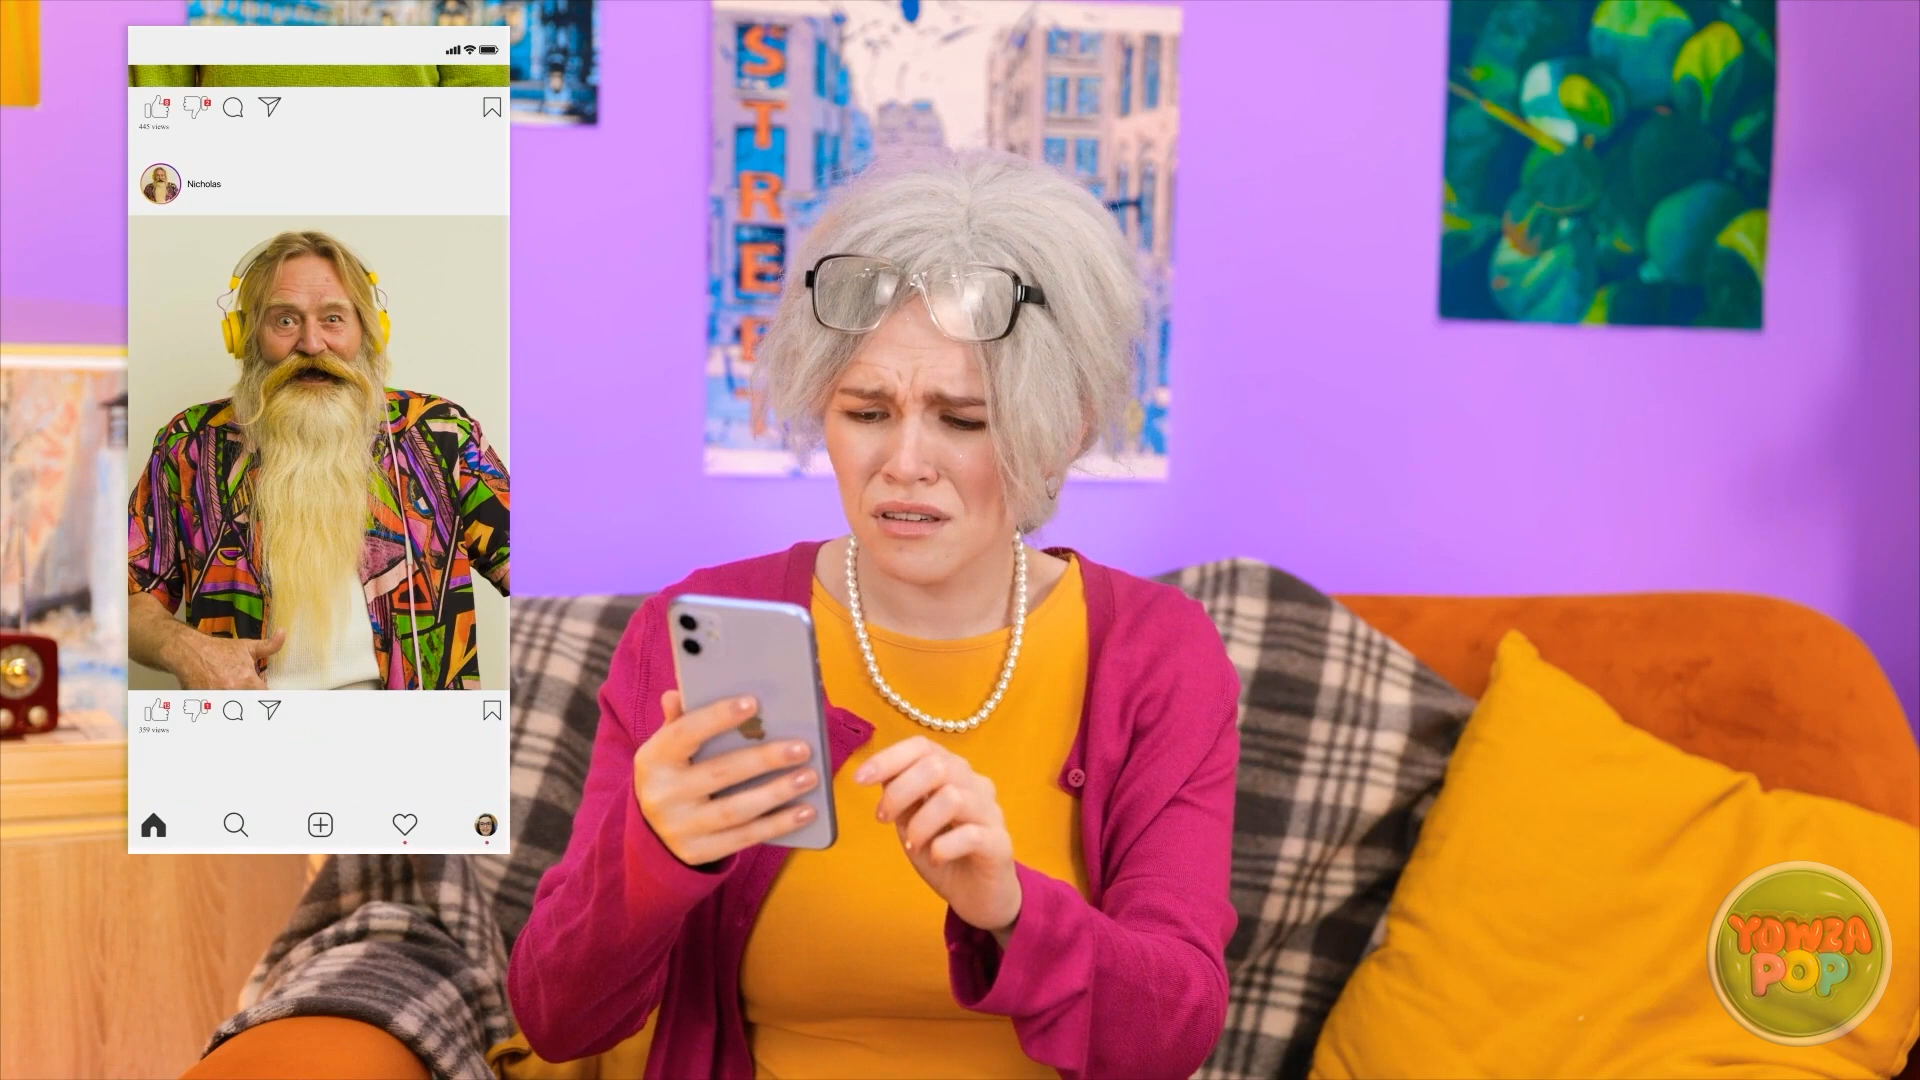 445 views
Nicholas
359 views
STREET
YOWZA
POP